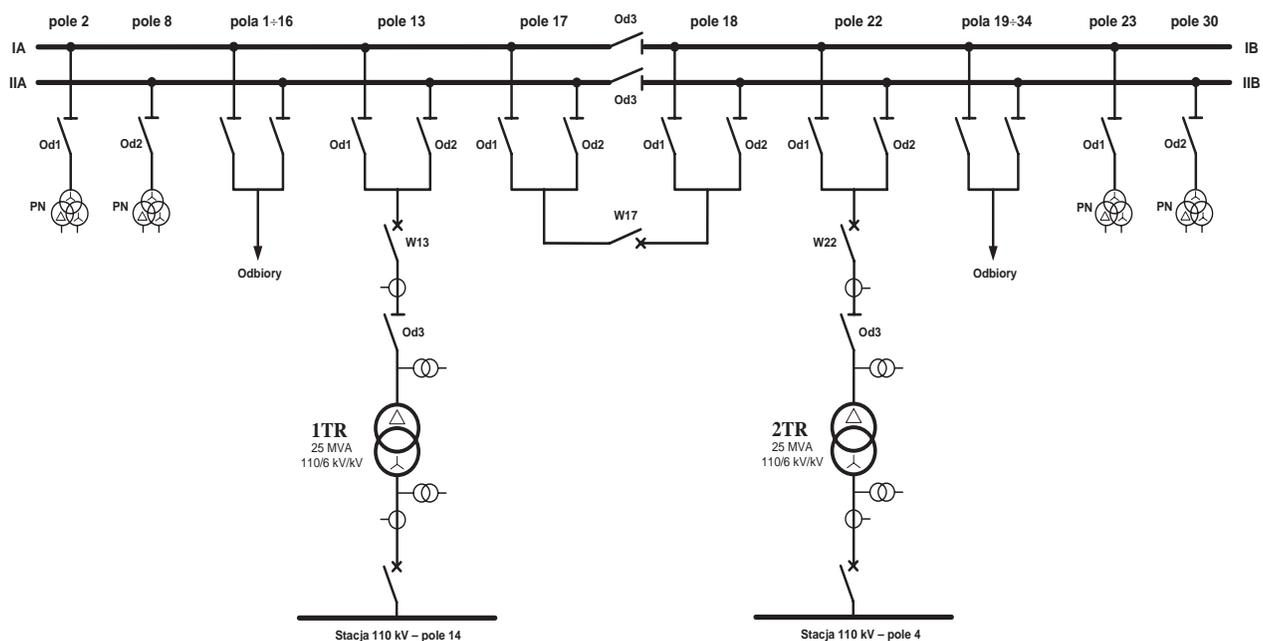 pole 2 pole 8 pola 1÷16 pole 13 pole 17 Od3 pole 18 pole 22 pola 19÷34 pole 23 pole 30
IA IB
IIA IIB
Od3
Od1 Od2 Od1 Od2 Od1 Od2 Od1 Od2 Od1 Od2 Od1 Od2
PN PN PN PN
W17
W13 W22
Odbiory Odbiory
Od3 Od3
1TR 2TR
25 MVA 25 MVA
110/6 kV/kV 110/6 kV/kV
Stacja 110 kV – pole 14 Stacja 110 kV – pole 4